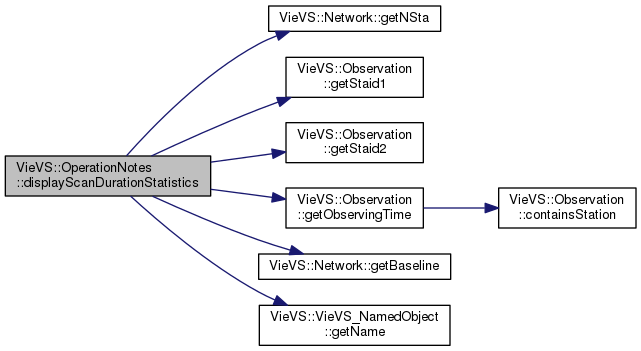 VieVS::OperationNotes
::displayScanDurationStatistics
VieVS::Network::getNSta
VieVS::Observation
::getStaid1
VieVS::Observation
::getStaid2
VieVS::Observation
::getObservingTime
VieVS::Observation
::containsStation
VieVS::Network::getBaseline
VieVS::VieVS_NamedObject
::getName